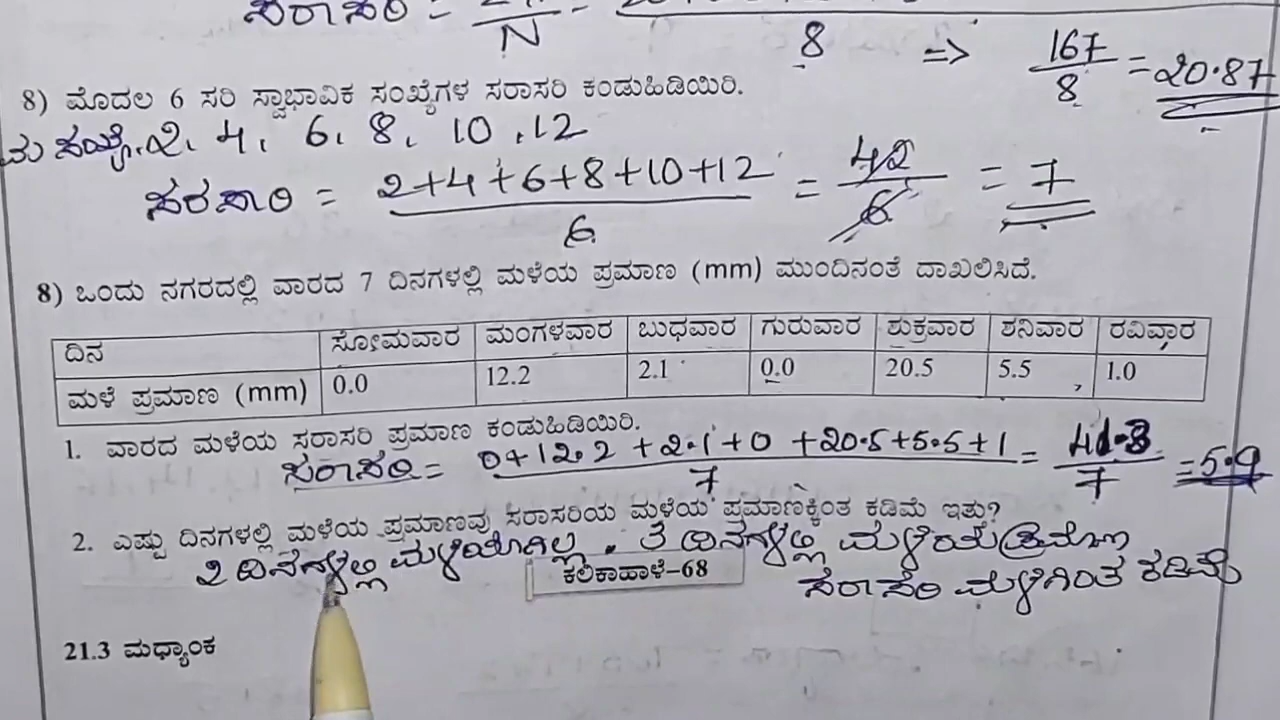 ಸರಾಸರಿ = N 8 => 167/8 = 20.87
8) ಮೊದಲ 6 ಸರಿ ಸ್ವಾಭಾವಿಕ ಸಂಖ್ಯೆಗಳ ಸರಾಸರಿ ಕಂಡುಹಿಡಿಯಿರಿ.
2, 4, 6, 8, 10, 12
= 2+4+6+8+10+12 / 6 = 42/6 = 7
8) ಒಂದು ನಗರದಲ್ಲಿ ವಾರದ 7 ದಿನಗಳಲ್ಲಿ ಮಳೆಯ ಪ್ರಮಾಣ (mm) ಮುಂದಿನಂತೆ ದಾಖಲಿಸಿದೆ.
ದಿನ ಸೋಮವಾರ ಮಂಗಳವಾರ ಬುಧವಾರ ಗುರುವಾರ ಶುಕ್ರವಾರ ಶನಿವಾರ ರವಿವಾರ
ಮಳೆ ಪ್ರಮಾಣ (mm) 0.0 12.2 2.1 0.0 20.5 5.5 1.0
1. ವಾರದ ಮಳೆಯ ಸರಾಸರಿ ಪ್ರಮಾಣ ಕಂಡುಹಿಡಿಯಿರಿ.
ಸರಾಸರಿ = 0+12.2+2.1+0+20.5+5.5+1 / 7 = 41.3/7 = 5.9
2. ಎಷ್ಟು ದಿನಗಳಲ್ಲಿ ಮಳೆಯ ಪ್ರಮಾಣವು ಸರಾಸರಿಯ ಮಳೆಯ ಪ್ರಮಾಣಕ್ಕಿಂತ ಕಡಿಮೆ ಇತ್ತು?
2 ದಿನಗಳಲ್ಲಿ ಮಳೆಯಾಗಿಲ್ಲ. 3 ದಿನಗಳಲ್ಲಿ ಮಳೆಯ ಪ್ರಮಾಣ
ಸರಾಸರಿ ಮಳೆಗಿಂತ ಕಡಿಮೆ
ಕಲಿಕಾಹಾಳೆ-68
21.3 ಮಧ್ಯಾಂಕ